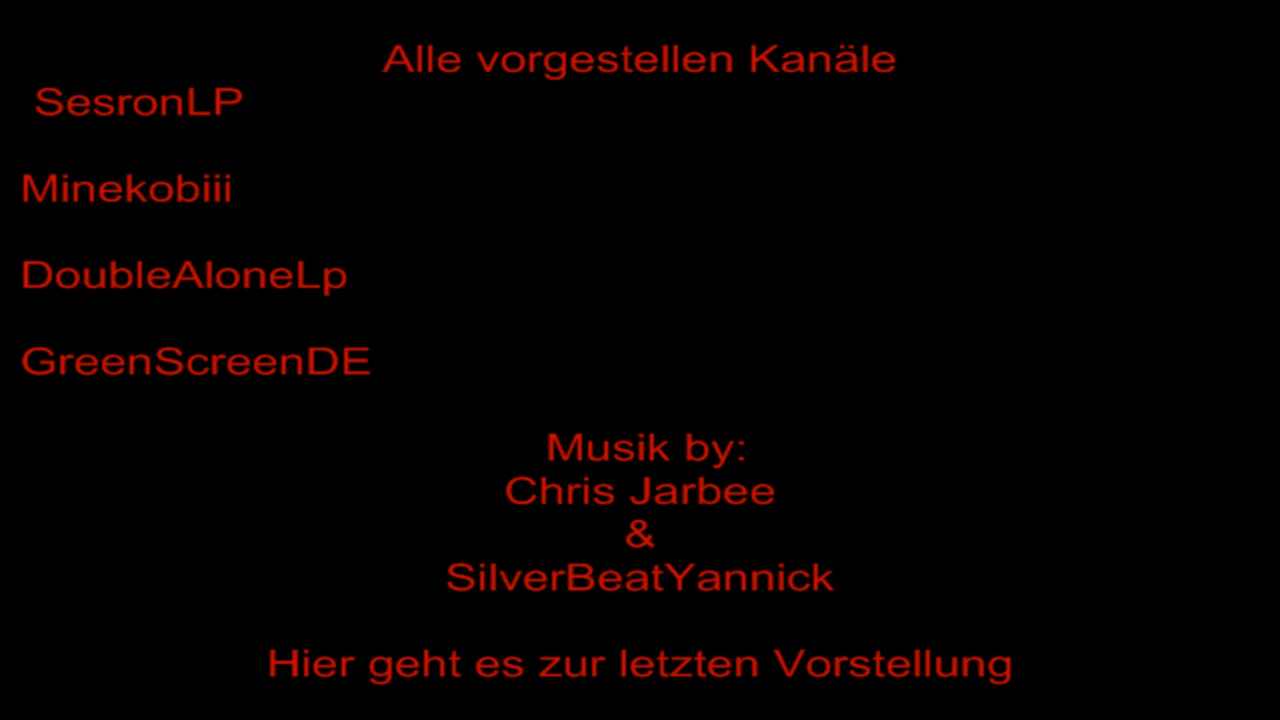 Alle vorgestellen Kanäle
SesronLP
Minekobiii
DoubleAloneLp
GreenScreenDE
Musik by:
Chris Jarbee
&
SilverBeatYannick
Hier geht es zur letzten Vorstellung